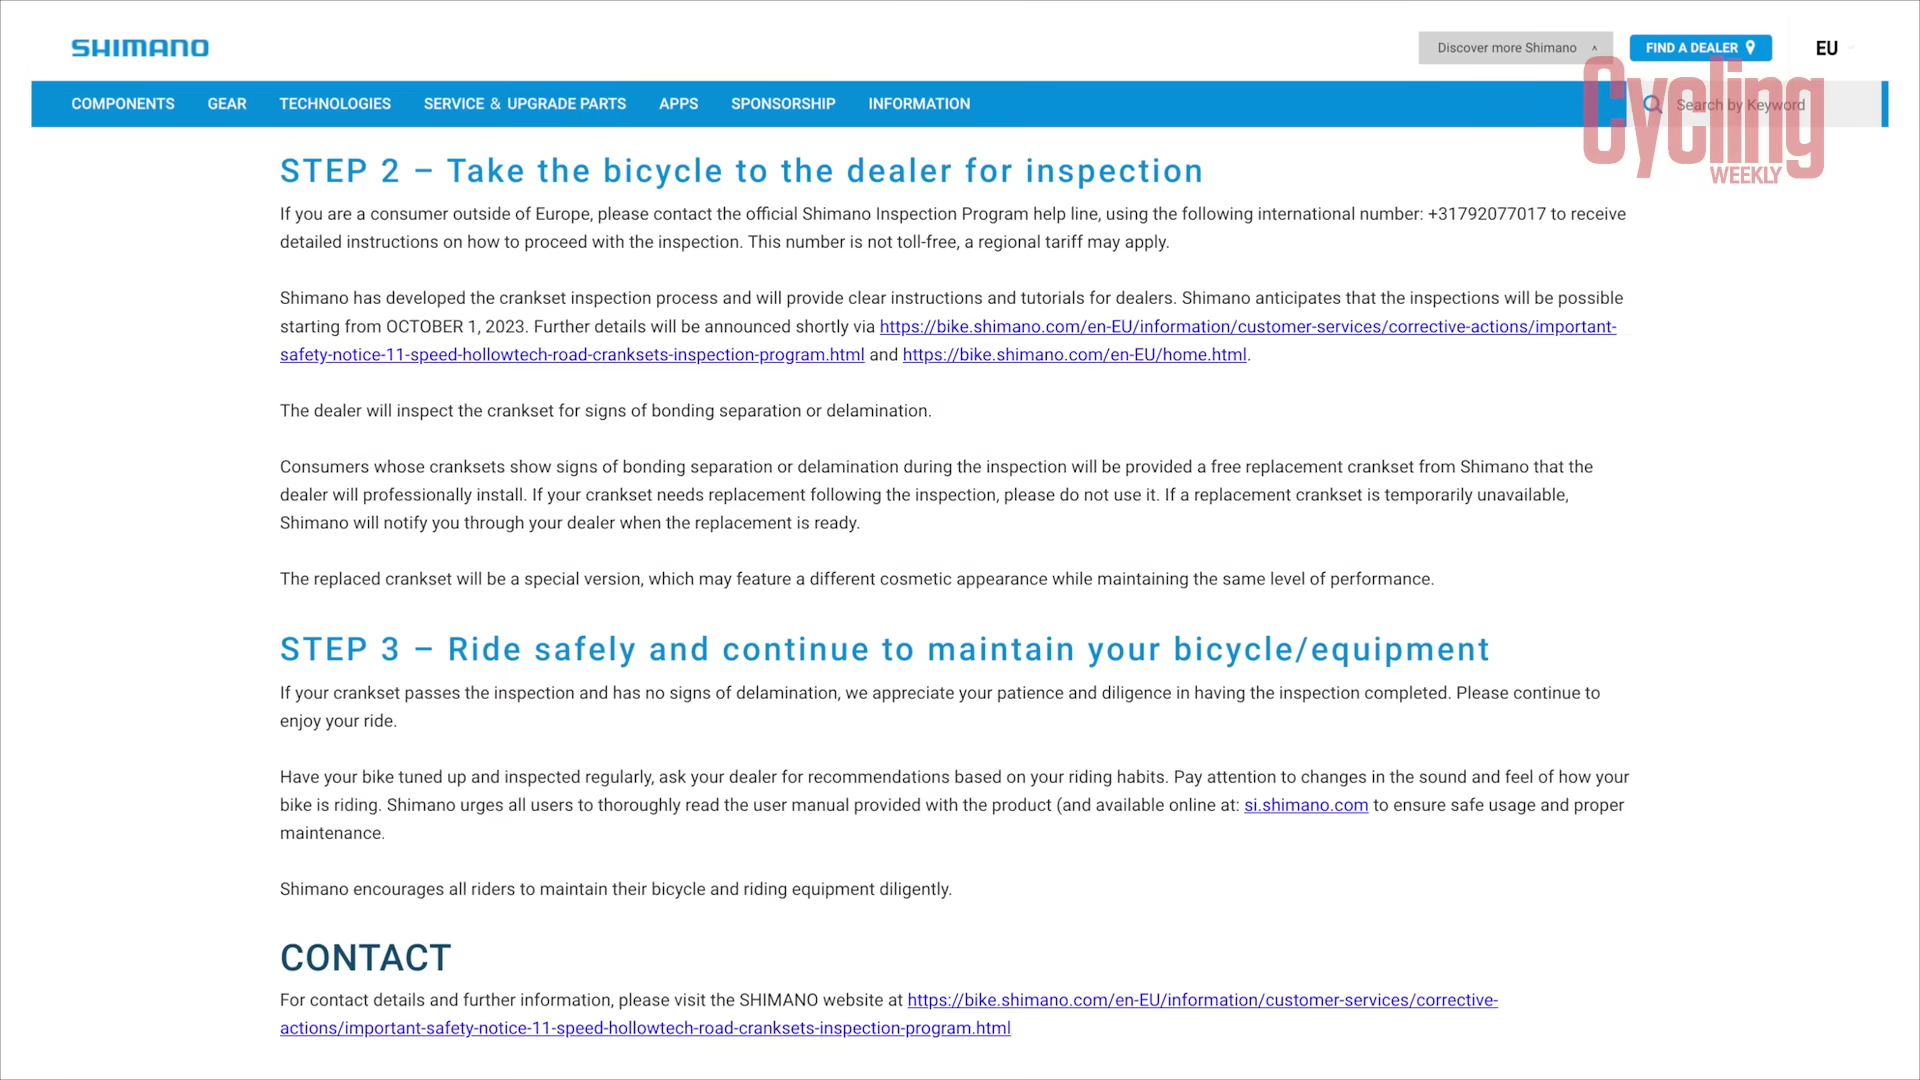 SHIMANO
Discover more Shimano
FIND A DEALER
EU
COMPONENTS GEAR TECHNOLOGIES SERVICE & UPGRADE PARTS APPS SPONSORSHIP INFORMATION
Search by Keyword
Cycling
WEEKLY
STEP 2 – Take the bicycle to the dealer for inspection
If you are a consumer outside of Europe, please contact the official Shimano Inspection Program help line, using the following international number: +31792077017 to receive
detailed instructions on how to proceed with the inspection. This number is not toll-free, a regional tariff may apply.
Shimano has developed the crankset inspection process and will provide clear instructions and tutorials for dealers. Shimano anticipates that the inspections will be possible
starting from OCTOBER 1, 2023. Further details will be announced shortly via https://bike.shimano.com/en-EU/information/customer-services/corrective-actions/important-
safety-notice-11-speed-hollowtech-road-cranksets-inspection-program.html and https://bike.shimano.com/en-EU/home.html.
The dealer will inspect the crankset for signs of bonding separation or delamination.
Consumers whose cranksets show signs of bonding separation or delamination during the inspection will be provided a free replacement crankset from Shimano that the
dealer will professionally install. If your crankset needs replacement following the inspection, please do not use it. If a replacement crankset is temporarily unavailable,
Shimano will notify you through your dealer when the replacement is ready.
The replaced crankset will be a special version, which may feature a different cosmetic appearance while maintaining the same level of performance.
STEP 3 – Ride safely and continue to maintain your bicycle/equipment
If your crankset passes the inspection and has no signs of delamination, we appreciate your patience and diligence in having the inspection completed. Please continue to
enjoy your ride.
Have your bike tuned up and inspected regularly, ask your dealer for recommendations based on your riding habits. Pay attention to changes in the sound and feel of how your
bike is riding. Shimano urges all users to thoroughly read the user manual provided with the product (and available online at: si.shimano.com to ensure safe usage and proper
maintenance.
Shimano encourages all riders to maintain their bicycle and riding equipment diligently.
CONTACT
For contact details and further information, please visit the SHIMANO website at https://bike.shimano.com/en-EU/information/customer-services/corrective-
actions/important-safety-notice-11-speed-hollowtech-road-cranksets-inspection-program.html